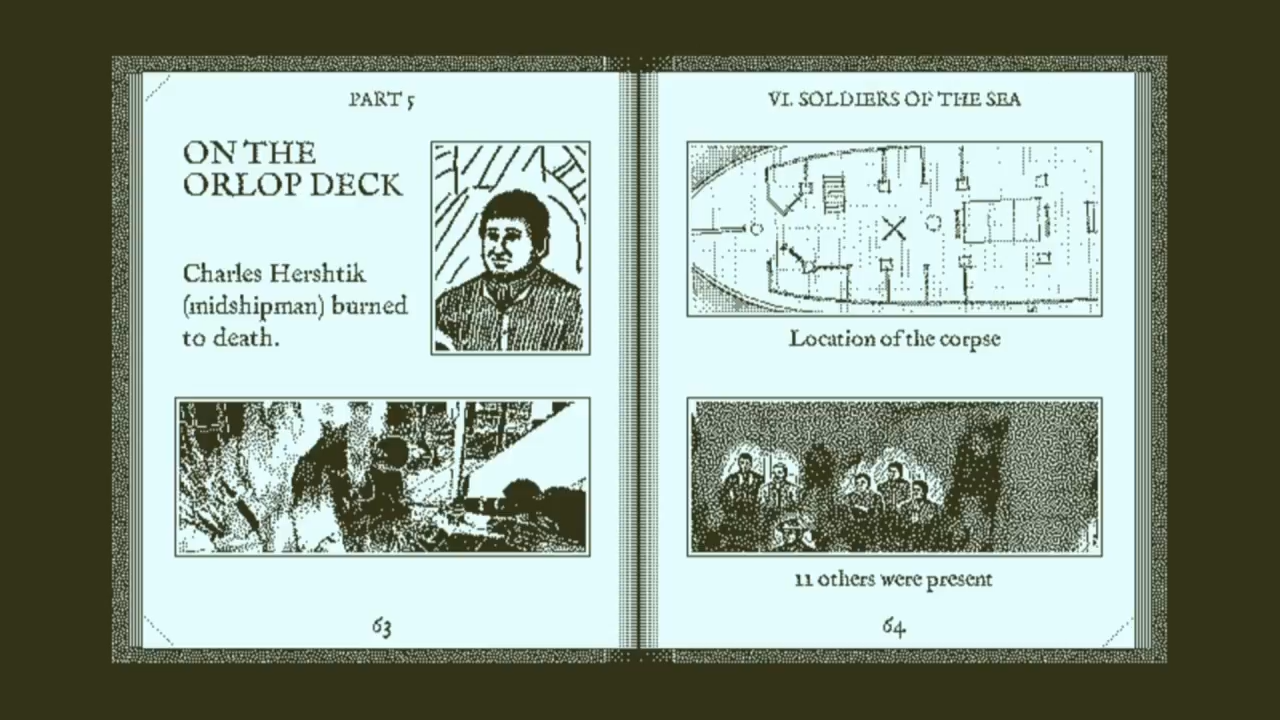 PART 5
ON THE
ORLOP DECK
Charles Hershtik
(midshipman) burned
to death.
63
VI. SOLDIERS OF THE SEA
Location of the corpse
11 others were present
64